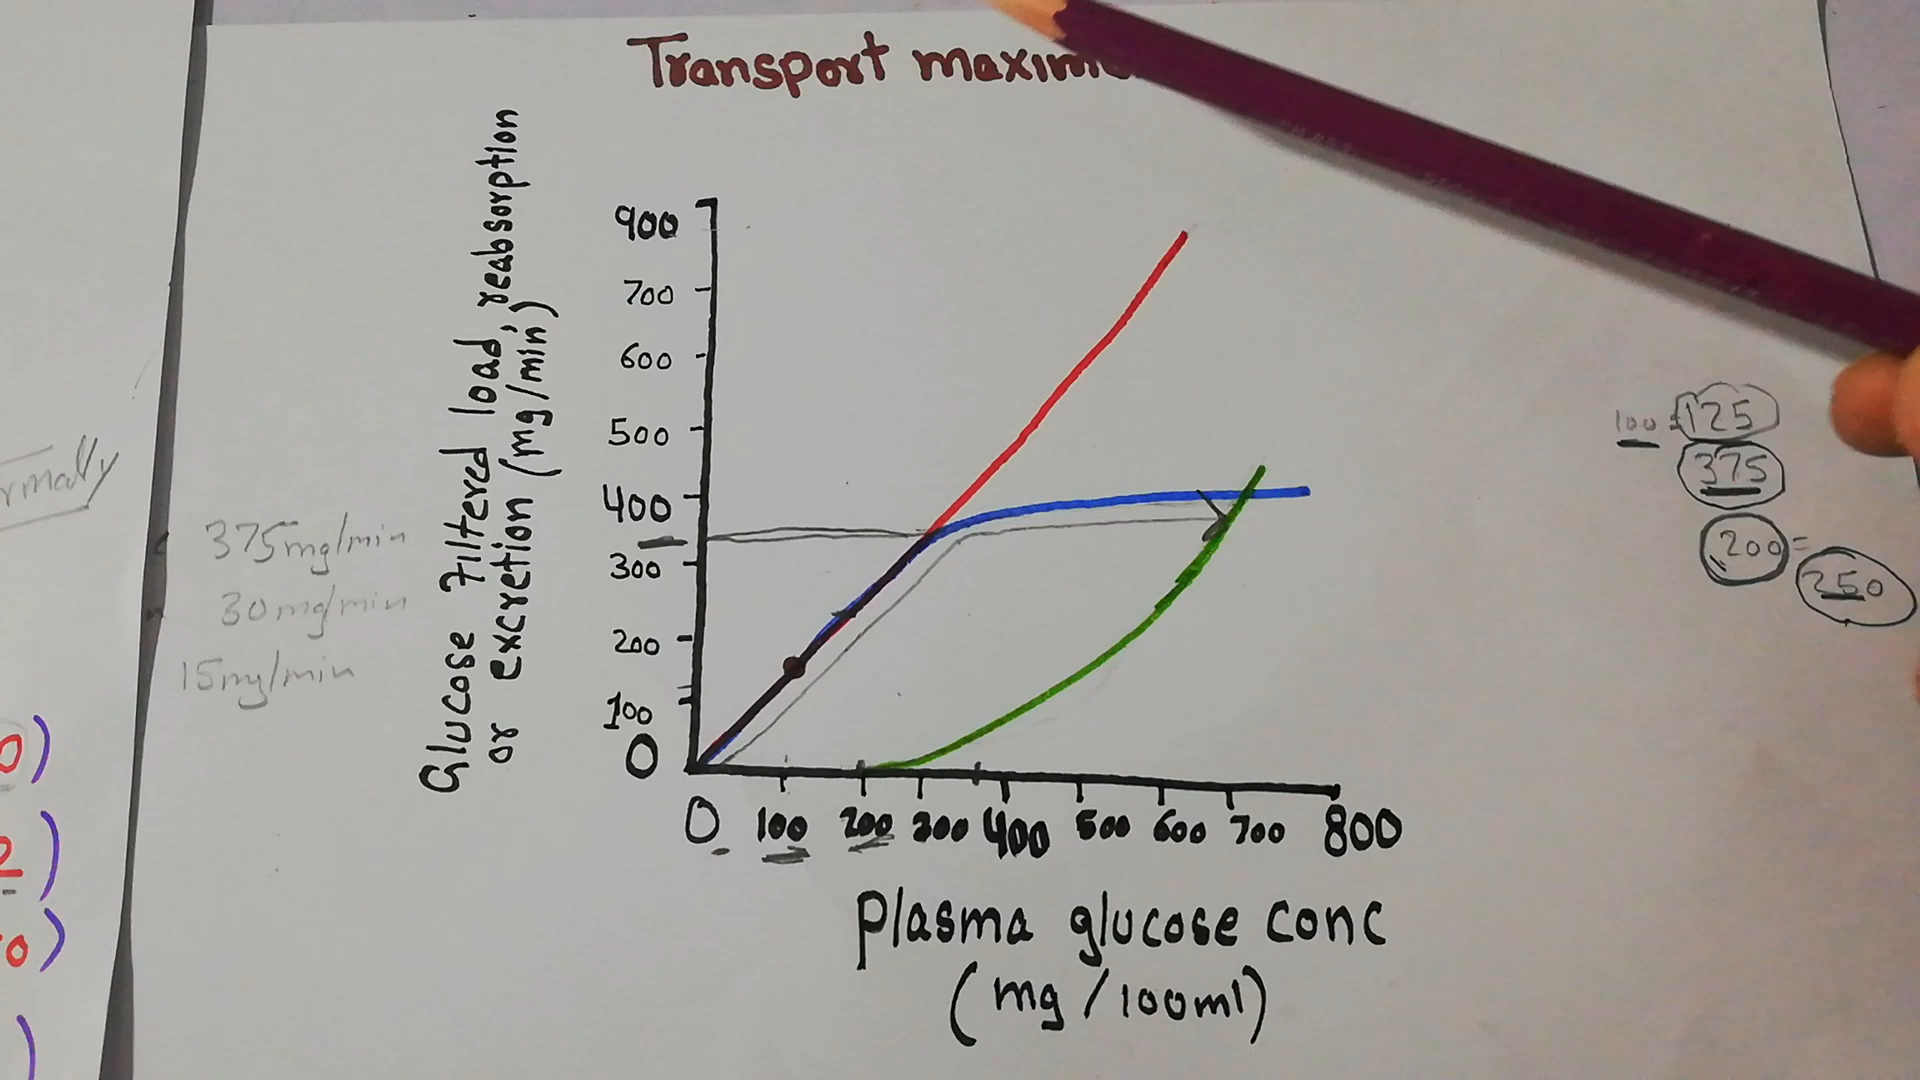 Transport maxim
Glucose Filtered load, reabsorption
or excretion (mg/min)
900
700
600
500
400
300
200
100
0
0 100 200 300 400 500 600 700 800
Plasma glucose conc
(mg/100ml)
rmally
375mg/min
30mg/min
15mg/min
100 = 125
375
200 =
250